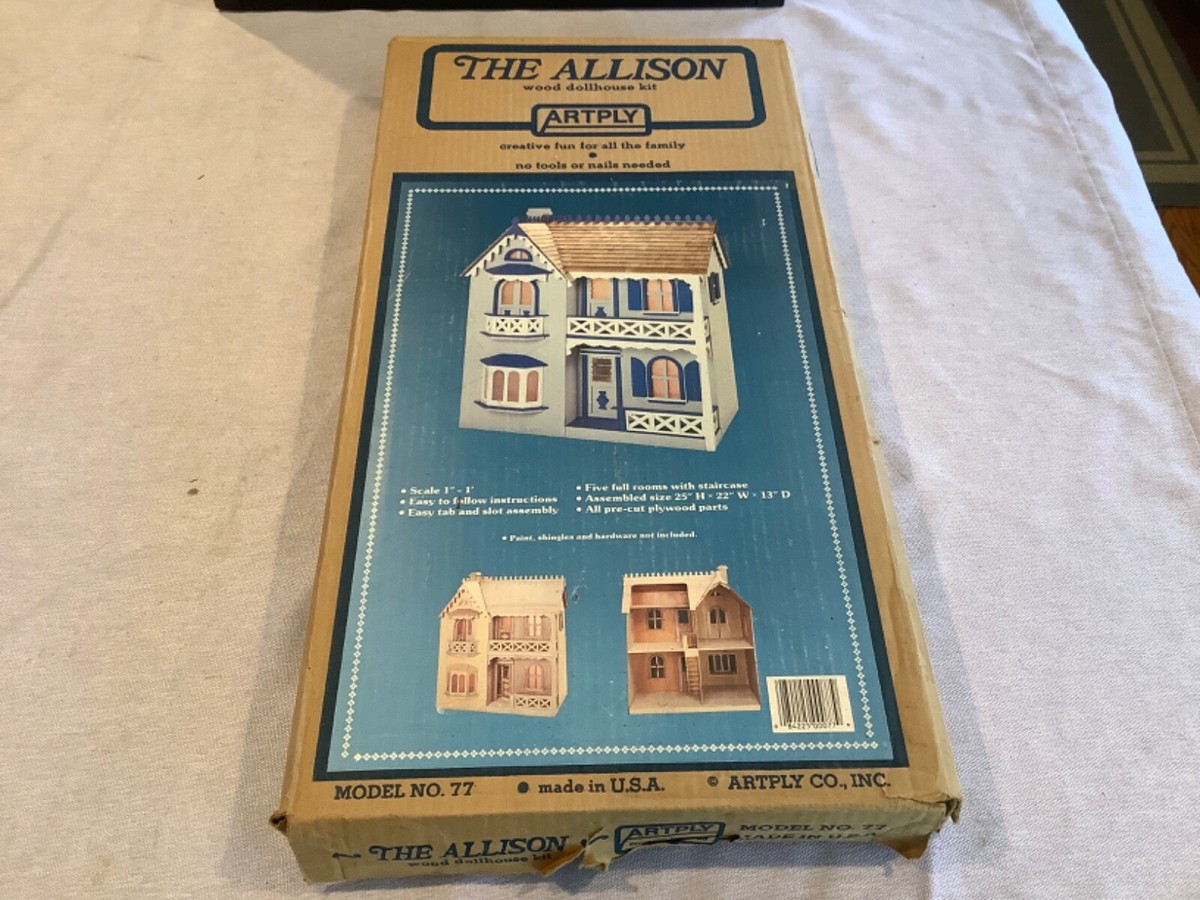 THE ALLISON
wood dollhouse kit
ARTPLY
creative fun for all the family
•
no tools or nails needed
• Scale 1" - 1'
• Easy to follow instructions
• Easy tab and slot assembly
• Five full rooms with staircase
• Assembled size 25" H × 22" W × 13" D
• All pre-cut plywood parts
• Paint, shingles and hardware not included.
MODEL NO. 77 • made in U.S.A. © ARTPLY CO., INC.
THE ALLISON
wood dollhouse kit
ARTPLY
MODEL NO. 77
MADE IN U.S.A.